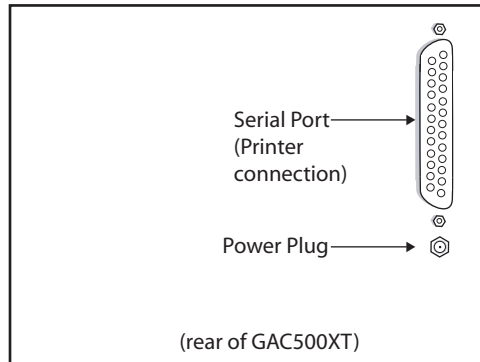 Serial Port
(Printer
connection)
Power Plug
(rear of GAC500XT)